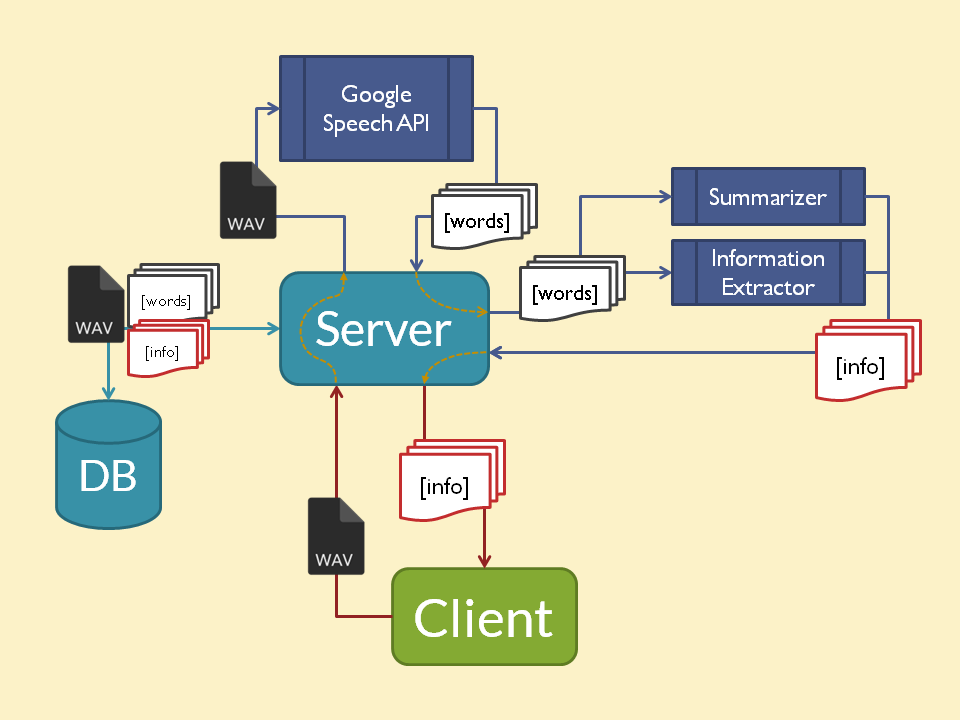 Google
Speech API
WAV
[words]
Summarizer
Information
Extractor
[words]
WAV
[words]
[info]
Server
[info]
DB
[info]
WAV
Client